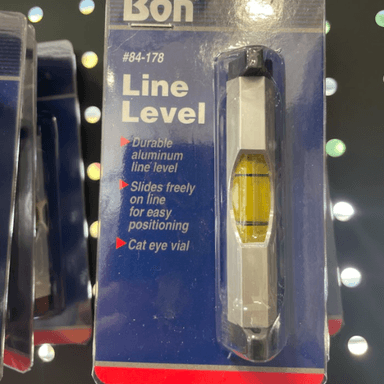 Bon
#84-178
Line
Level
Durable
aluminum
line level
Slides freely
on line
for easy
positioning
Cat eye vial